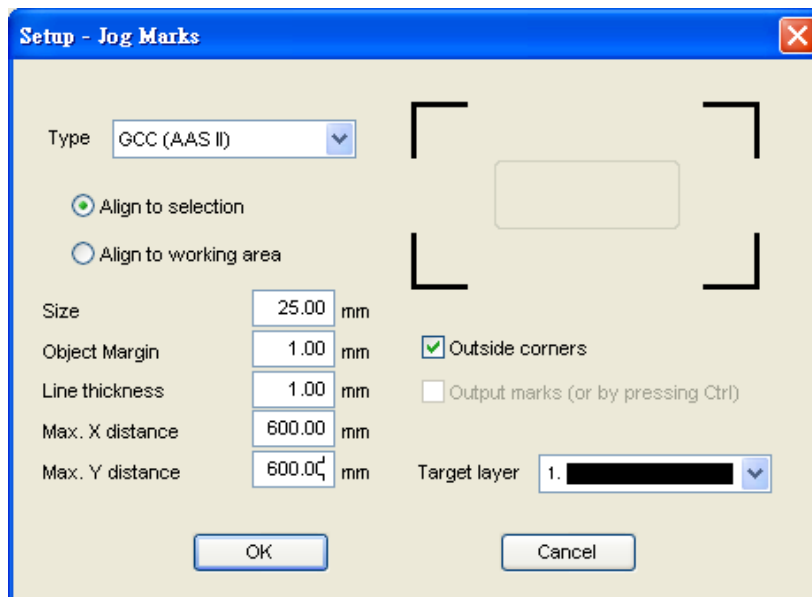 Setup - Jog Marks
Type GCC (AAS II)
Align to selection
Align to working area
Size 25.00 mm
Object Margin 1.00 mm
Outside corners
Line thickness 1.00 mm
Output marks (or by pressing Ctrl)
Max. X distance 600.00 mm
Max. Y distance 600.00 mm
Target layer 1.
OK Cancel